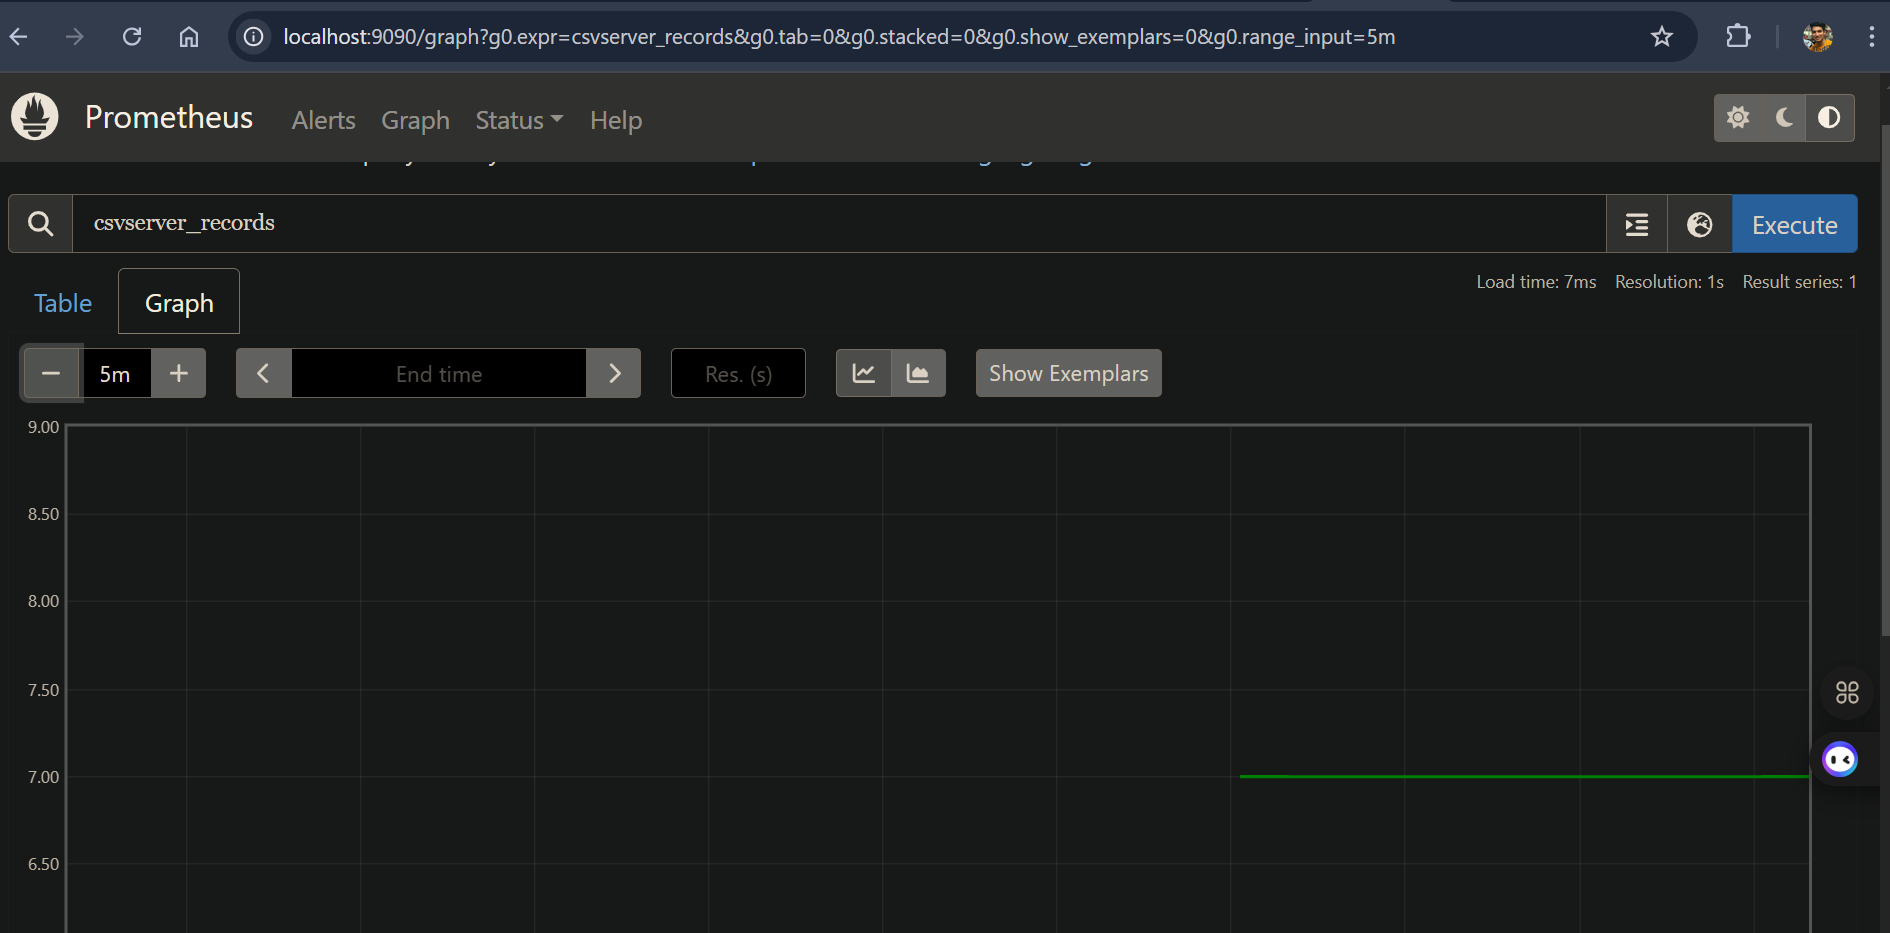 localhost:9090/graph?g0.expr=csvserver_records&g0.tab=0&g0.stacked=0&g0.show_exemplars=0&g0.range_input=5m
Prometheus Alerts Graph Status Help
csvserver_records Execute
Load time: 7ms Resolution: 1s Result series: 1
Table Graph
5m End time Res. (s) Show Exemplars
9.00
8.50
8.00
7.50
7.00
6.50